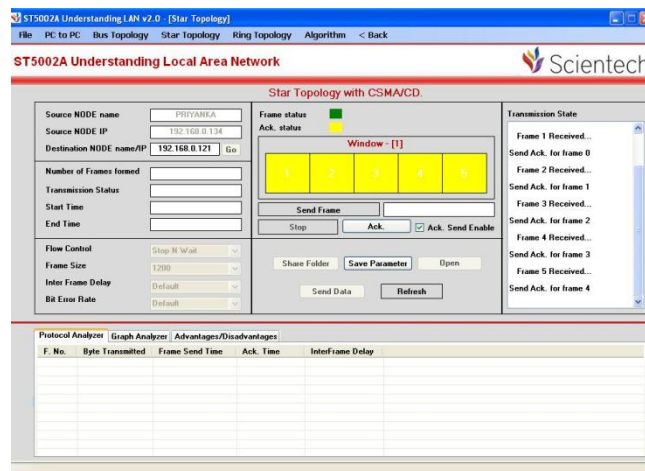 ST5002A Understanding LAN v2.0 - [Star Topology]
File PC to PC Bus Topology Star Topology Ring Topology Algorithm < Back
ST5002A Understanding Local Area Network
Scientech
Star Topology with CSMA/CD.
Source NODE name PRIYANKA
Source NODE IP 192.168.0.134
Destination NODE name/IP 192.168.0.121 Go
Number of Frames formed
Transmission Status
Start Time
End Time
Flow Control Stop N Wait
Frame Size 1200
Inter Frame Delay Default
Bit Error Rate Default
Frame status
Ack. status
Window - [1]
1 2 3 4 5
Send Frame
Stop Ack. Ack. Send Enable
Share Folder Save Parameter Open
Send Data Refresh
Transmission State
Frame 1 Received...
Send Ack. for frame 0
Frame 2 Received...
Send Ack. for frame 1
Frame 3 Received...
Send Ack. for frame 2
Frame 4 Received...
Send Ack. for frame 3
Frame 5 Received...
Send Ack. for frame 4
Protocol Analyzer Graph Analyzer Advantages/Disadvantages
F. No. Byte Transmitted Frame Send Time Ack. Time InterFrame Delay